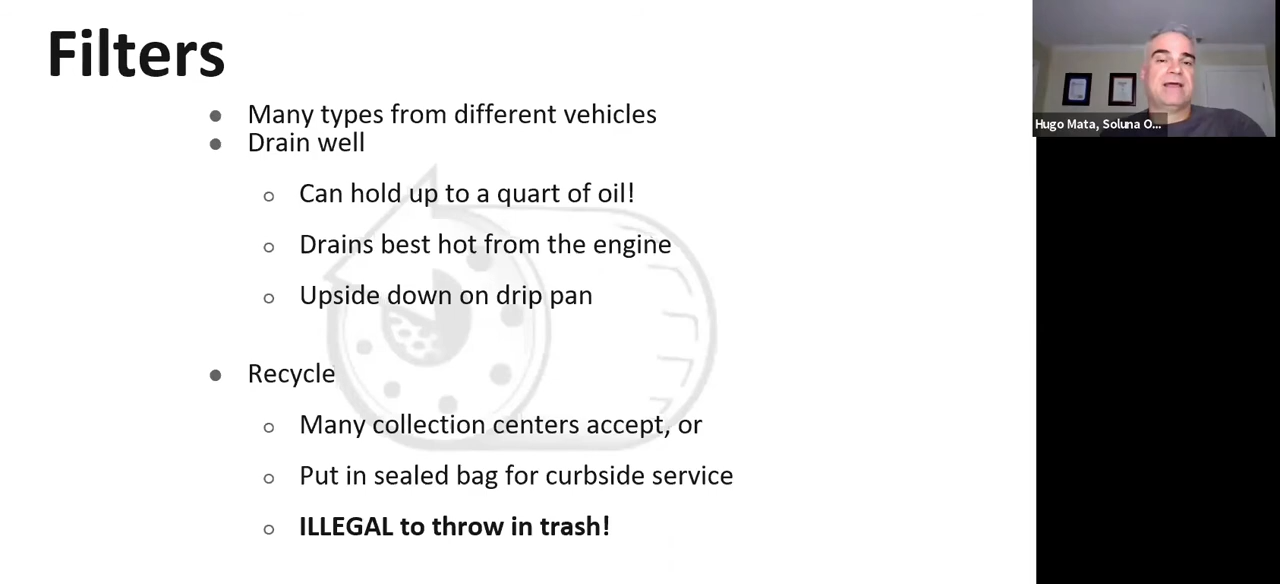 Filters
Many types from different vehicles
Drain well
Can hold up to a quart of oil!
Drains best hot from the engine
Upside down on drip pan
Recycle
Many collection centers accept, or
Put in sealed bag for curbside service
ILLEGAL to throw in trash!
Hugo Mata, Soluna O...